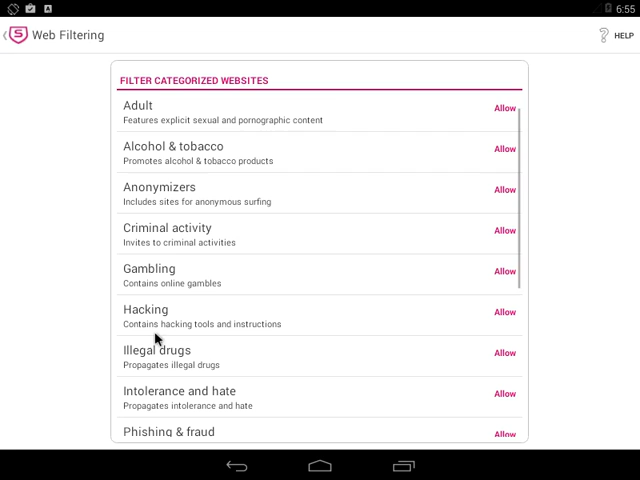 6:55
Web Filtering
HELP
FILTER CATEGORIZED WEBSITES
Adult
Allow
Features explicit sexual and pornographic content
Alcohol & tobacco
Allow
Promotes alcohol & tobacco products
Anonymizers
Allow
Includes sites for anonymous surfing
Criminal activity
Allow
Invites to criminal activities
Gambling
Allow
Contains online gambles
Hacking
Allow
Contains hacking tools and instructions
Illegal drugs
Allow
Propagates illegal drugs
Intolerance and hate
Allow
Propagates intolerance and hate
Phishing & fraud
Allow